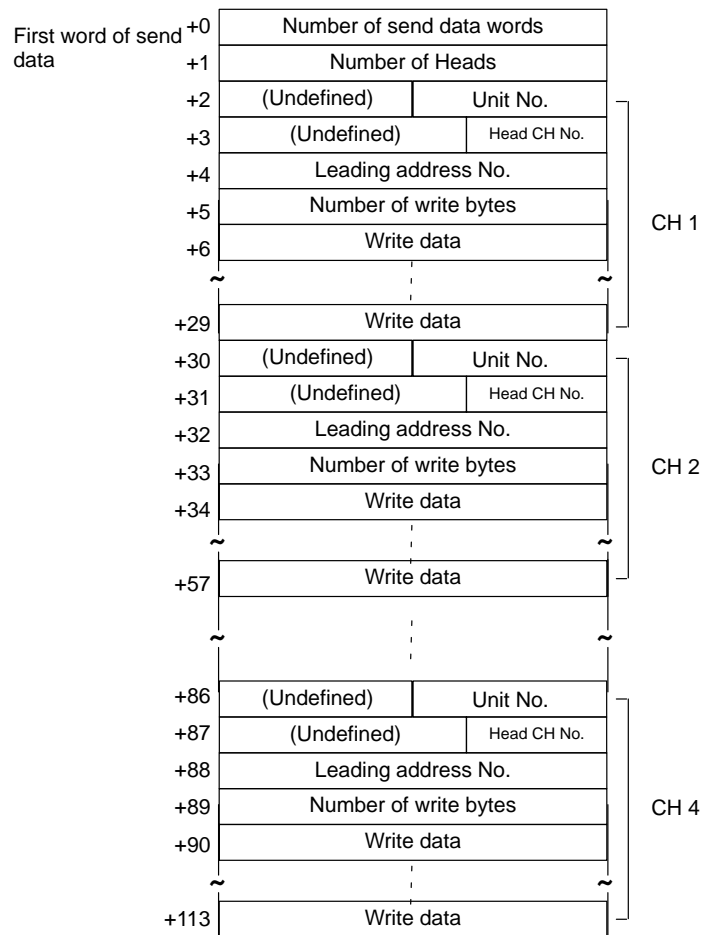 First word of send data
+0 Number of send data words
+1 Number of Heads
+2 (Undefined) Unit No.
+3 (Undefined) Head CH No.
+4 Leading address No.
+5 Number of write bytes
+6 Write data
CH 1
~ ~
+29 Write data
+30 (Undefined) Unit No.
+31 (Undefined) Head CH No.
+32 Leading address No.
+33 Number of write bytes
+34 Write data
CH 2
~ ~
+57 Write data
~ ~
+86 (Undefined) Unit No.
+87 (Undefined) Head CH No.
+88 Leading address No.
+89 Number of write bytes
+90 Write data
CH 4
~ ~
+113 Write data